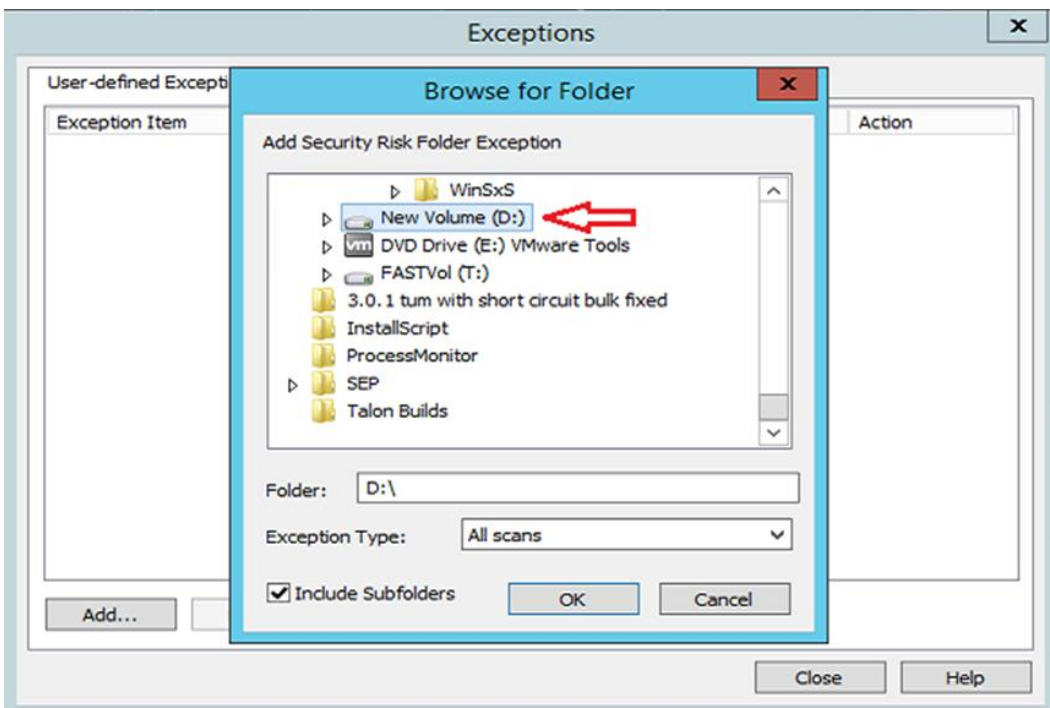 Exceptions
x
User-defined Excepti
Browse for Folder
x
Exception Item
Action
Add Security Risk Folder Exception
WinSxS
New Volume (D:)
vm DVD Drive (E:) VMware Tools
FASTVol (T:)
3.0.1 tum with short circuit bulk fixed
InstallScript
ProcessMonitor
SEP
Talon Builds
Folder: D:\
Exception Type: All scans
Include Subfolders OK Cancel
Add...
Close Help